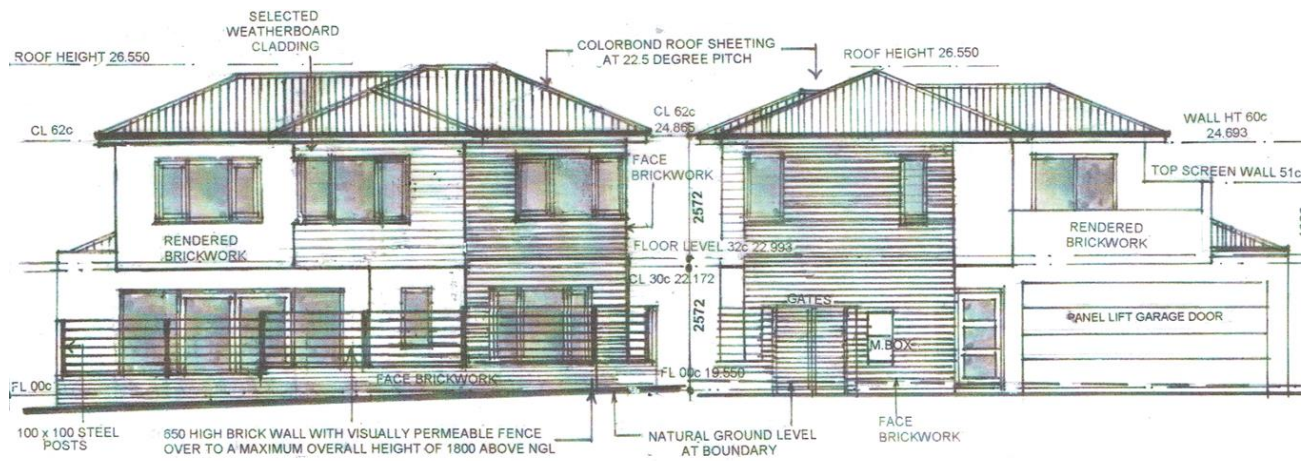 SELECTED
WEATHERBOARD
CLADDING
ROOF HEIGHT 26.550
COLORBOND ROOF SHEETING
AT 22.5 DEGREE PITCH
ROOF HEIGHT 26.550
CL 62c
CL 62c
24.865
WALL HT 60c
24.693
FACE
BRICKWORK
TOP SCREEN WALL 51c
2572
RENDERED
BRICKWORK
RENDERED
BRICKWORK
FLOOR LEVEL 32c 22.993
CL 30c 22.172
2572
GATES
PANEL LIFT GARAGE DOOR
M.BOX
FL 00c
FACE BRICKWORK
FL 00c 19.550
100 x 100 STEEL
POSTS
650 HIGH BRICK WALL WITH VISUALLY PERMEABLE FENCE
OVER TO A MAXIMUM OVERALL HEIGHT OF 1800 ABOVE NGL
NATURAL GROUND LEVEL
AT BOUNDARY
FACE
BRICKWORK